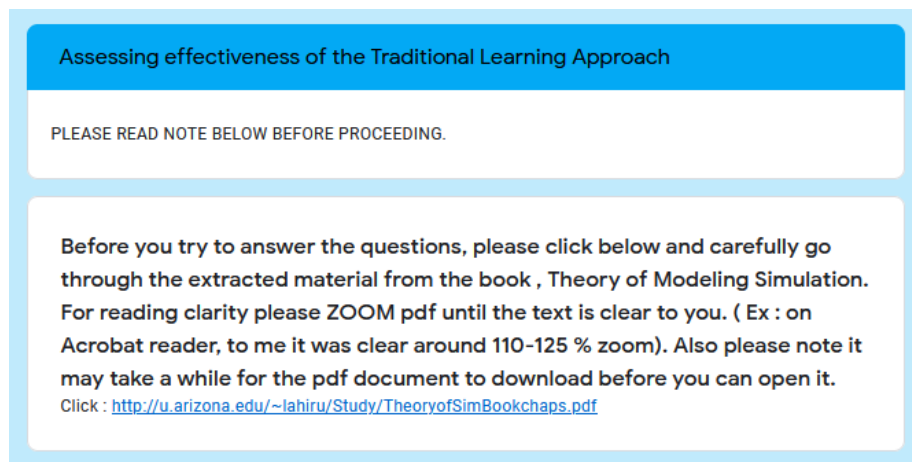 Assessing effectiveness of the Traditional Learning Approach
PLEASE READ NOTE BELOW BEFORE PROCEEDING.
Before you try to answer the questions, please click below and carefully go
through the extracted material from the book , Theory of Modeling Simulation.
For reading clarity please ZOOM pdf until the text is clear to you. ( Ex : on
Acrobat reader, to me it was clear around 110-125 % zoom). Also please note it
may take a while for the pdf document to download before you can open it.
Click : http://u.arizona.edu/~lahiru/Study/TheoryofSimBookchaps.pdf